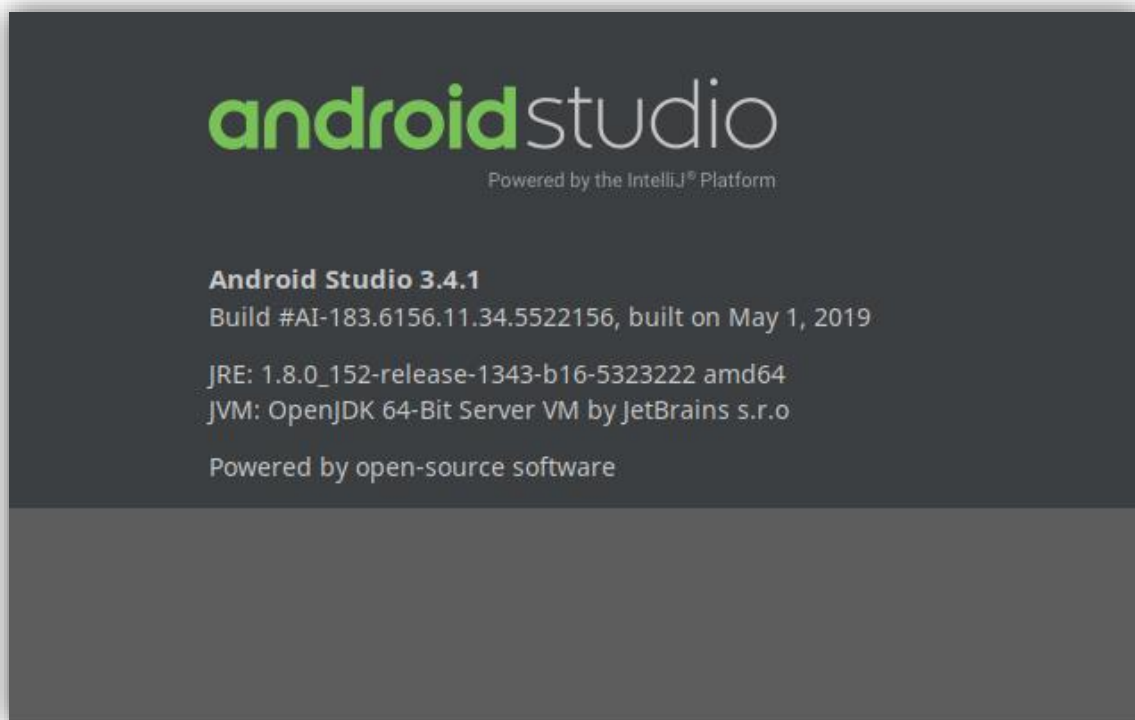 androidstudio
Powered by the IntelliJ® Platform
Android Studio 3.4.1
Build #AI-183.6156.11.34.5522156, built on May 1, 2019
JRE: 1.8.0_152-release-1343-b16-5323222 amd64
JVM: OpenJDK 64-Bit Server VM by JetBrains s.r.o
Powered by open-source software